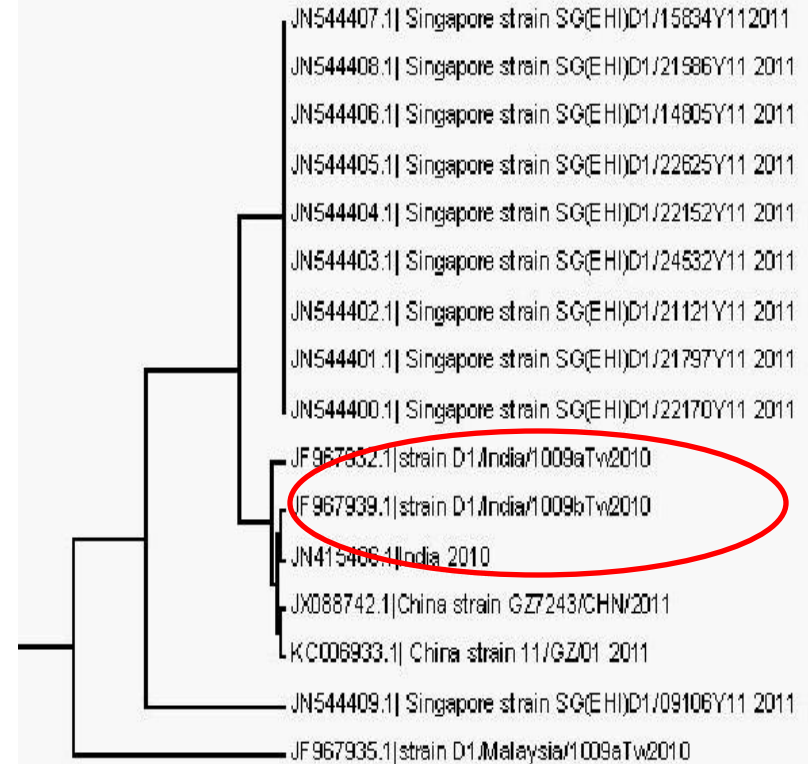 JN544407.1| Singapore strain SG(EHI)D1/15834Y112011
JN544408.1| Singapore strain SG(EHI)D1/21586Y11 2011
JN544406.1| Singapore strain SG(EHI)D1/14805Y11 2011
JN544405.1| Singapore strain SG(EHI)D1/22625Y11 2011
JN544404.1| Singapore strain SG(EHI)D1/22152Y11 2011
JN544403.1| Singapore strain SG(EHI)D1/24532Y11 2011
JN544402.1| Singapore strain SG(EHI)D1/21121Y11 2011
JN544401.1| Singapore strain SG(EHI)D1/21797Y11 2011
JN544400.1| Singapore strain SG(EHI)D1/22170Y11 2011
strain D1/India/1009aTw2010
JF967939.1|strain D1/India/1009bTw2010
India 2010
JX088742.1|China strain GZ7243/CHN/2011
KC006933.1| China strain 11/GZ/01 2011
JN544409.1| Singapore strain SG(EHI)D1/09106Y11 2011
JF967935.1|strain D1/Malaysia/1009aTw2010